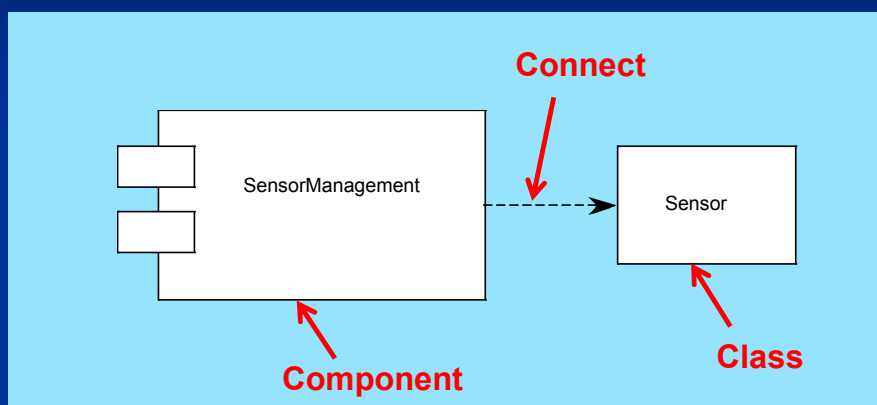 Connect
SensorManagement
Sensor
Component
Class